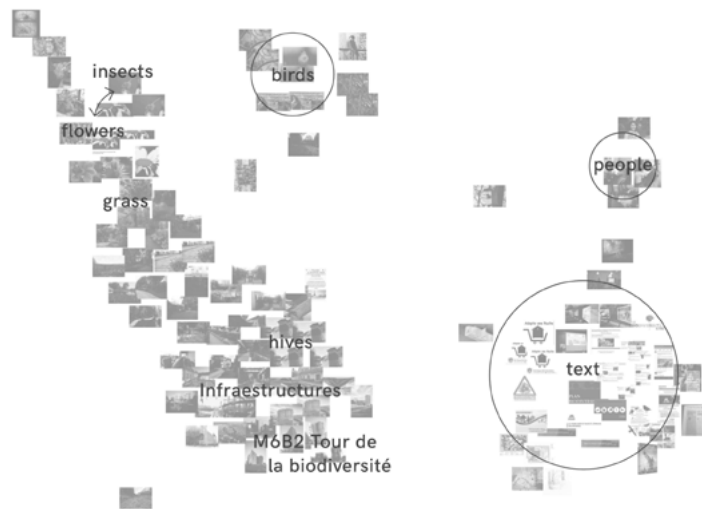 insects
birds
flowers
people
grass
hives
text
Infraestructures
M6B2 Tour de
la biodiversité